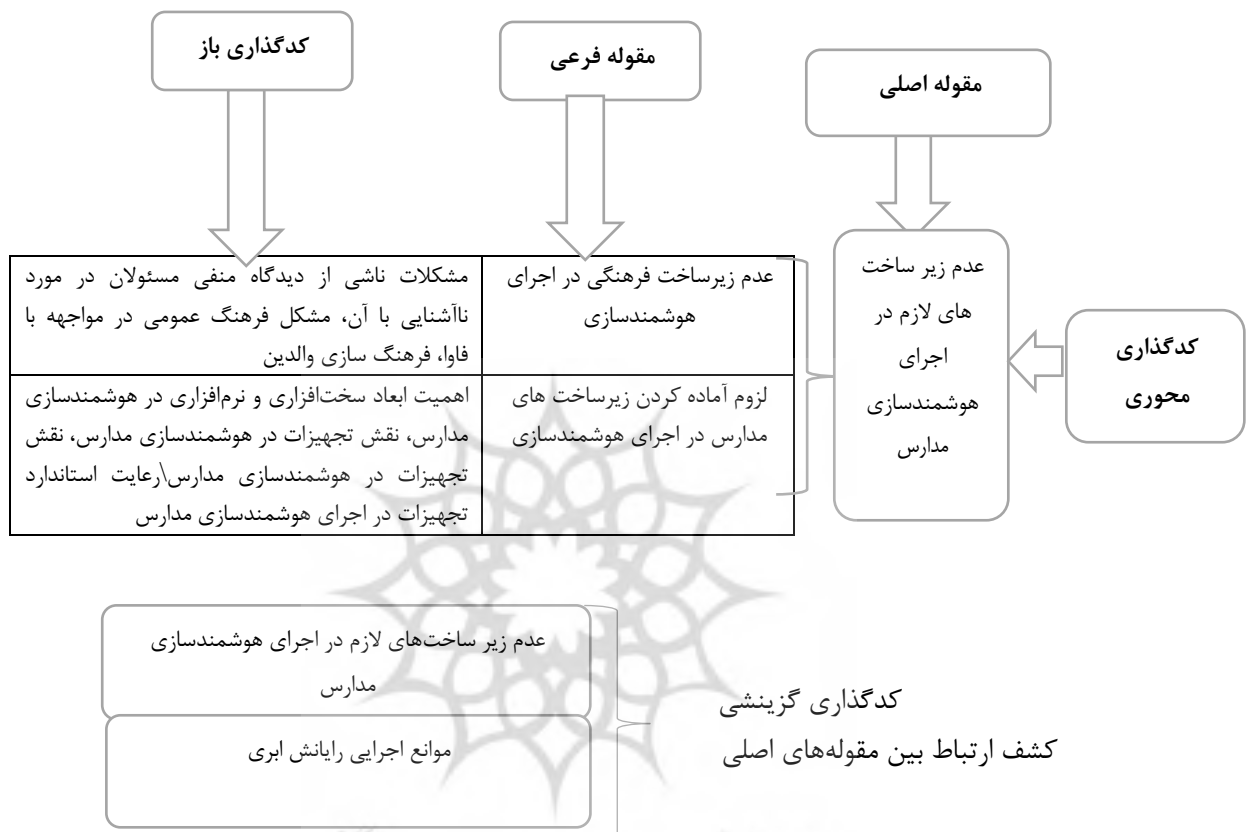 کدگذاری باز
مقوله فرعی
مقوله اصلی
عدم زیر ساخت
های لازم در
اجرای
هوشمندسازی
مدارس
کدگذاری
محوری
عدم زیرساخت فرهنگی در اجرای
هوشمندسازی
مشکلات ناشی از دیدگاه منفی مسئولان در مورد
ناآشنایی با آن، مشکل فرهنگ عمومی در مواجهه با
فاوا، فرهنگ سازی والدین
لزوم آماده کردن زیرساخت های
مدارس در اجرای هوشمندسازی
اهمیت ابعاد سخت‌افزاری و نرم‌افزاری در هوشمندسازی
مدارس، نقش تجهیزات در هوشمندسازی مدارس، نقش
تجهیزات در هوشمندسازی مدارس\رعایت استاندارد
تجهیزات در اجرای هوشمندسازی مدارس
عدم زیر ساخت‌های لازم در اجرای هوشمندسازی
مدارس
موانع اجرایی رایانش ابری
کدگذاری گزینشی
کشف ارتباط بین مقوله‌های اصلی